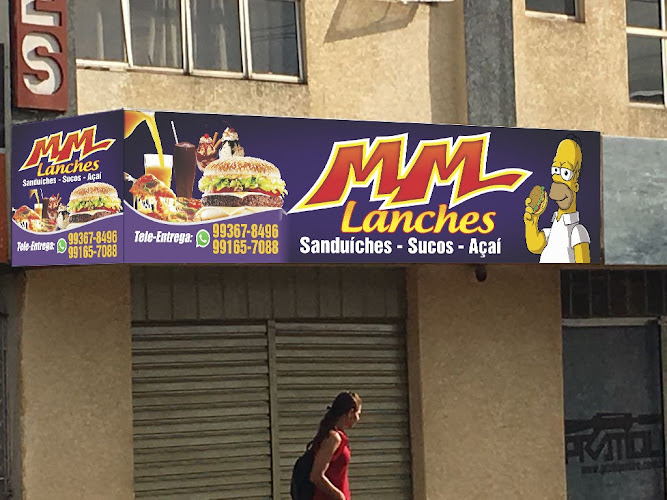 ES
MM
Lanches
Sanduíches - Sucos - Açaí
Tele-Entrega:
99367-8496
99165-7088
MM
Lanches
Sanduíches - Sucos - Açaí
Tele-Entrega:
99367-8496
99165-7088